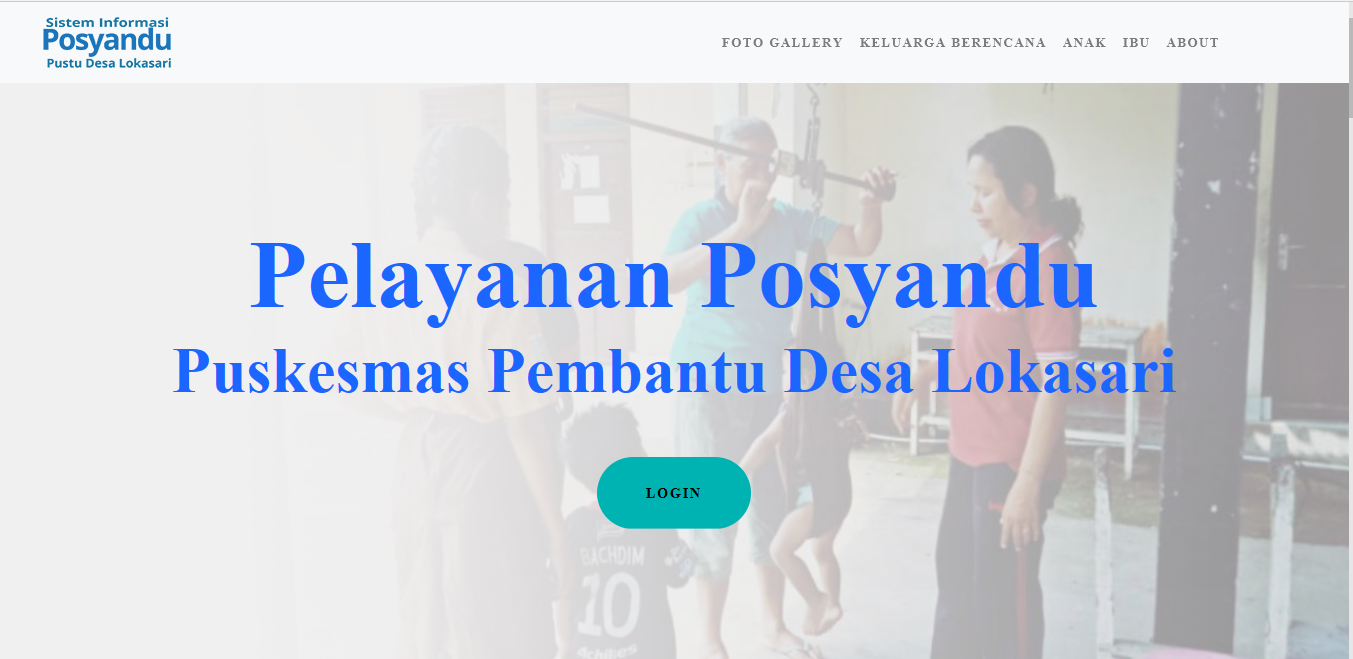 Sistem Informasi
Posyandu
Pustu Desa Lokasari
FOTO GALLERY KELUARGA BERENCANA ANAK IBU ABOUT
Pelayanan Posyandu
Puskesmas Pembantu Desa Lokasari
LOGIN
BACHDIM
10
Achilles